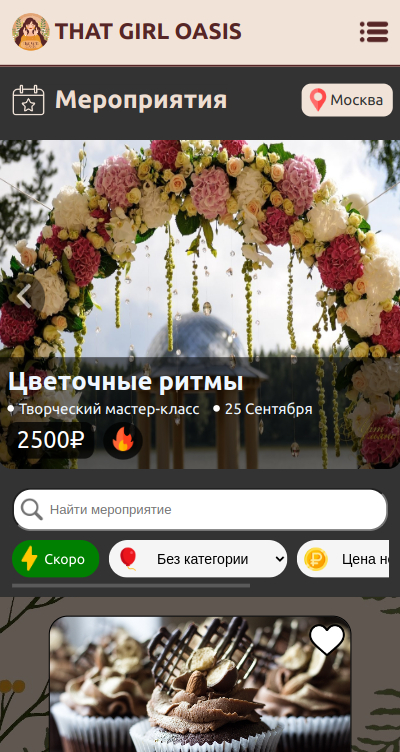 THAT GIRL OASIS
Мероприятия
Москва
Цветочные ритмы
Творческий мастер-класс
25 Сентября
2500₽
Найти мероприятие
Скоро
Без категории
Цена не